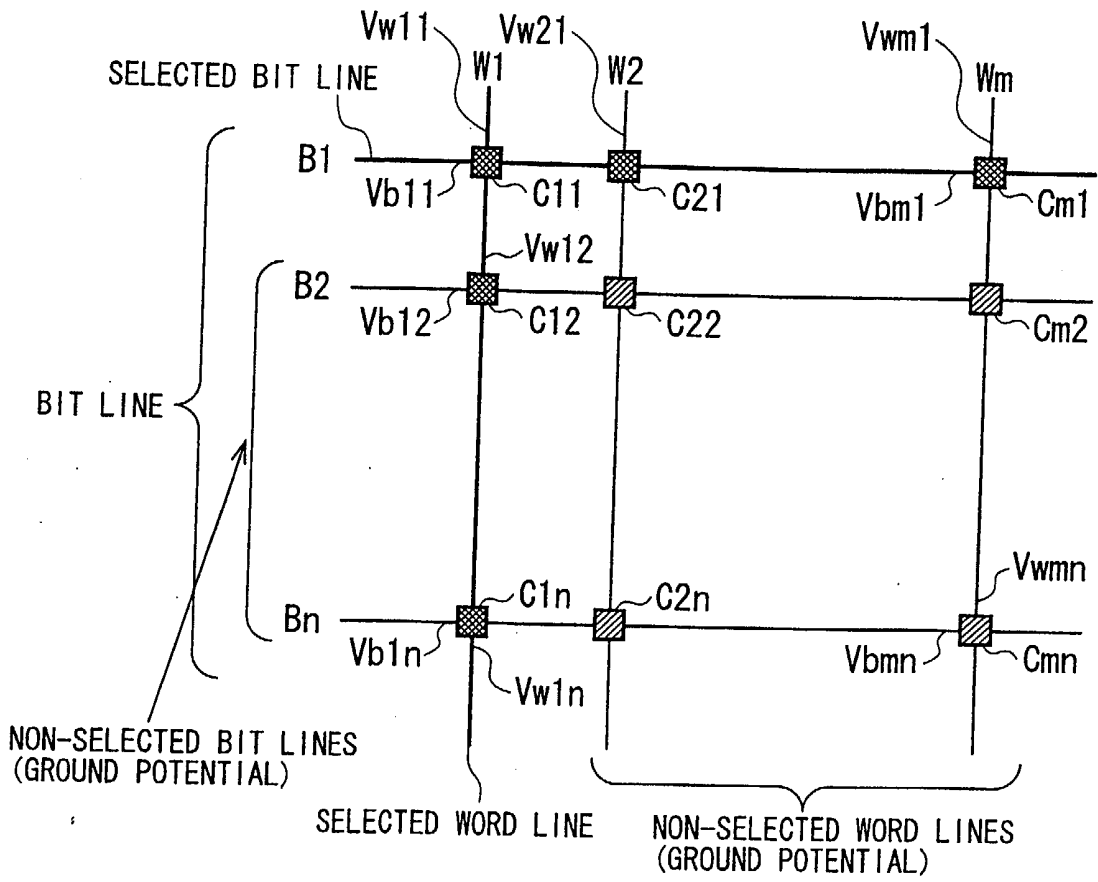 Vw11
Vw21
Vwm1
W1
W2
Wm
SELECTED BIT LINE
B1
Vb11
C11
C21
Vbm1
Cm1
Vw12
B2
Vb12
C12
C22
Cm2
BIT LINE
Vwmn
C1n
C2n
Bn
Vb1n
Vbmn
Cmn
Vw1n
NON-SELECTED BIT LINES
(GROUND POTENTIAL)
SELECTED WORD LINE
NON-SELECTED WORD LINES
(GROUND POTENTIAL)